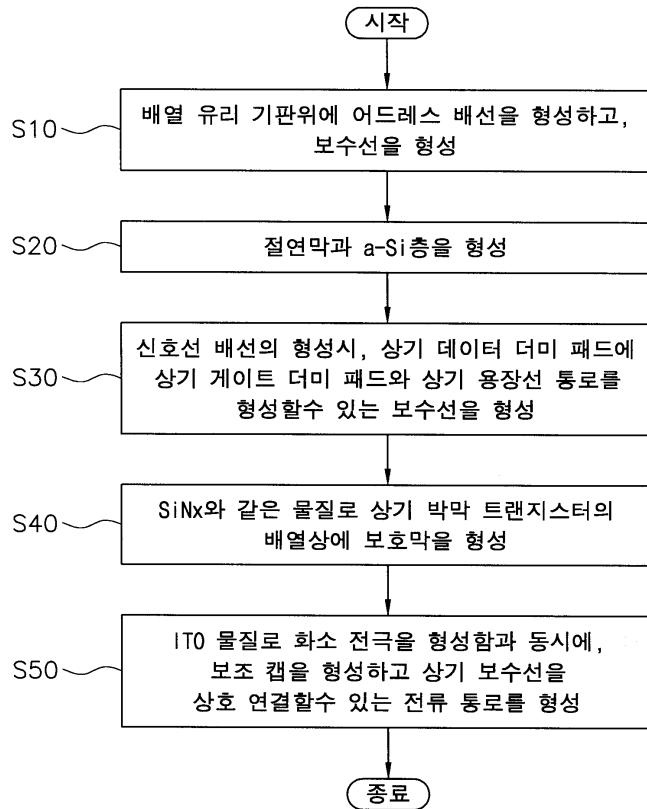 시작
S10
배열 유리 기판위에 어드레스 배선을 형성하고,
보수선을 형성
S20
절연막과 a-Si층을 형성
S30
신호선 배선의 형성시, 상기 데이터 더미 패드에
상기 게이트 더미 패드와 상기 용장선 통로를
형성할수 있는 보수선을 형성
S40
SiNx와 같은 물질로 상기 박막 트랜지스터의
배열상에 보호막을 형성
S50
ITO 물질로 화소 전극을 형성함과 동시에,
보조 캡을 형성하고 상기 보수선을
상호 연결할수 있는 전류 통로를 형성
종료